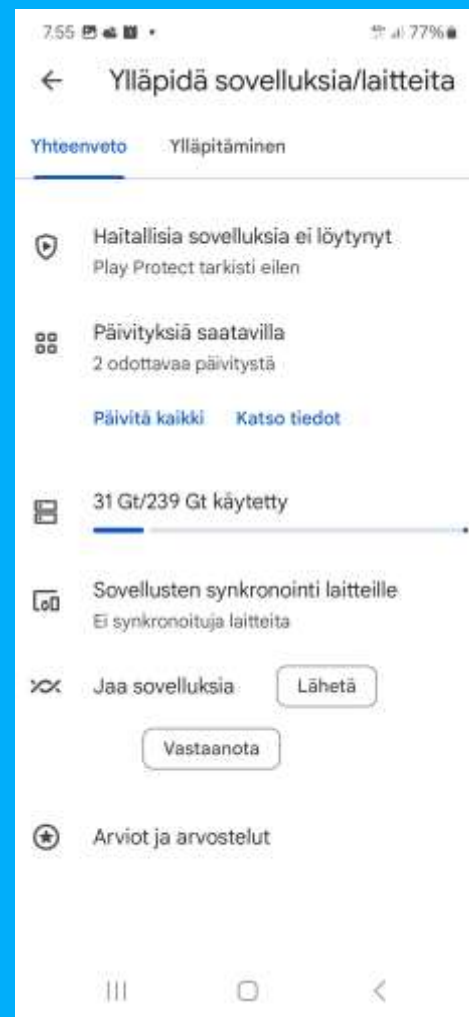 7.55 77%
Ylläpidä sovelluksia/laitteita
Yhteenveto Ylläpitäminen
Haitallisia sovelluksia ei löytynyt
Play Protect tarkisti eilen
Päivityksiä saatavilla
2 odottavaa päivitystä
Päivitä kaikki Katso tiedot
31 Gt/239 Gt käytetty
Sovellusten synkronointi laitteille
Ei synkronoituja laitteita
Jaa sovelluksia Lähetä
Vastaanota
Arviot ja arvostelut